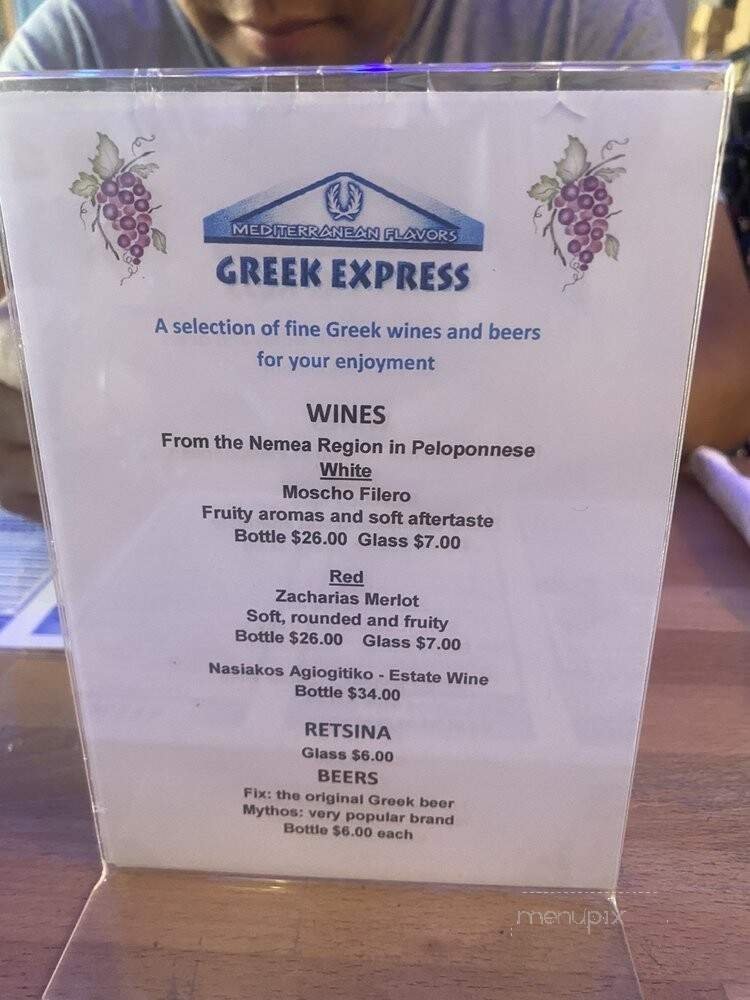 MEDITERRANEAN FLAVORS
GREEK EXPRESS
A selection of fine Greek wines and beers
for your enjoyment
WINES
From the Nemea Region in Peloponnese
White
Moscho Filero
Fruity aromas and soft aftertaste
Bottle $26.00 Glass $7.00
Red
Zacharias Merlot
Soft, rounded and fruity
Bottle $26.00 Glass $7.00
Nasiakos Agiogitiko - Estate Wine
Bottle $34.00
RETSINA
Glass $6.00
BEERS
Fix: the original Greek beer
Mythos: very popular brand
Bottle $6.00 each
menupix